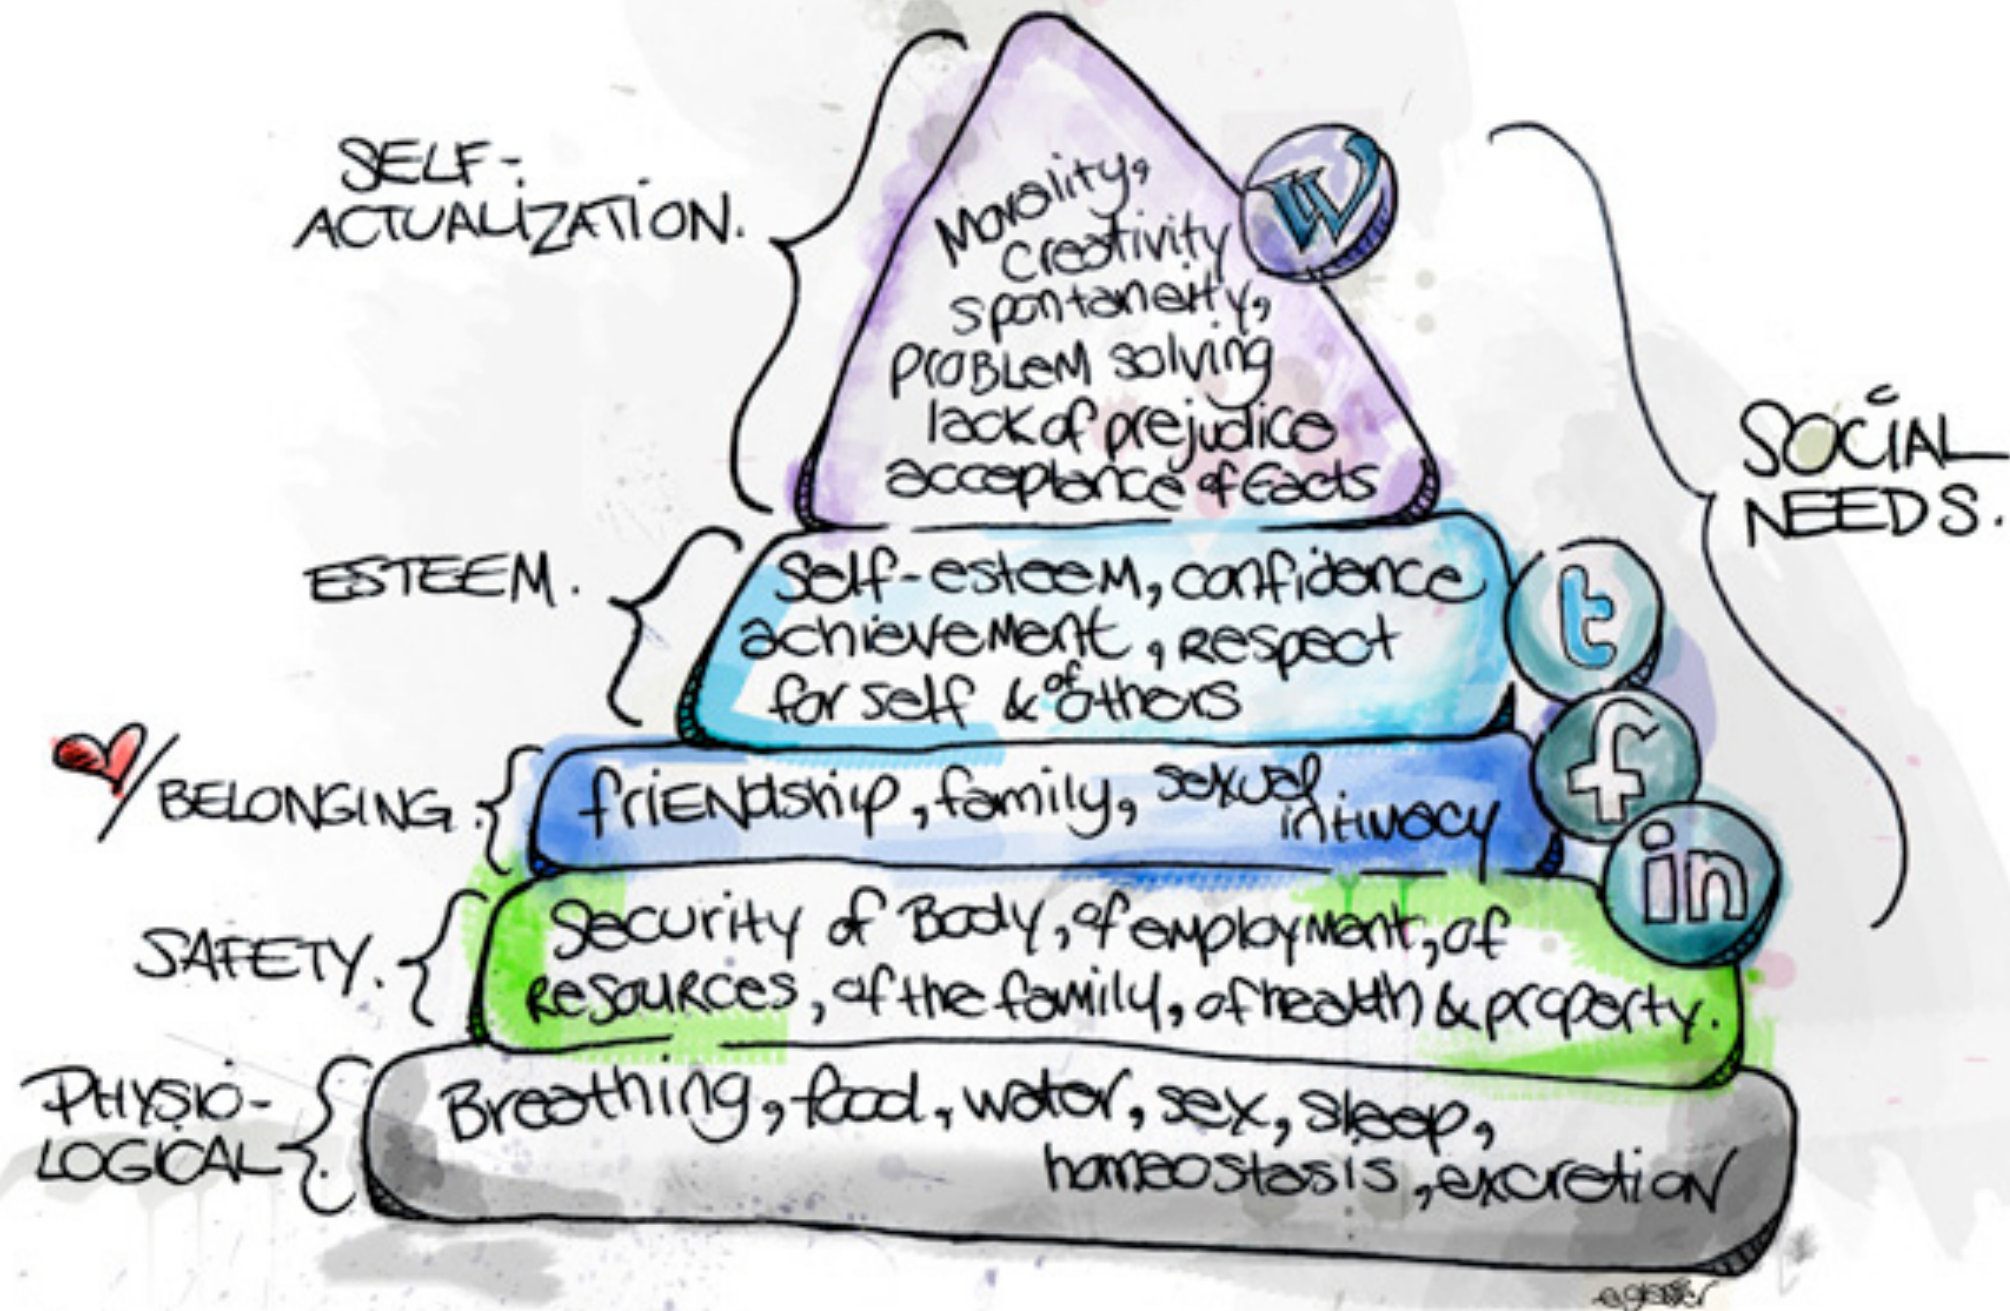 SELF-
ACTUALIZATION.
Morality,
creativity
spontaneity,
PROBLEM solving
lack of prejudice
acceptance of facts
W
SOCIAL
NEEDS.
ESTEEM.
Self-esteem, confidence
achievement, respect
for self & of others
t
/BELONGING.
friendship, family, sexual
intimacy
f
in
SAFETY.
Security of Body, of employment, of
Resources, of the family, of health & property.
PHYSIO-
LOGICAL
Breathing, food, water, sex, sleep,
homeostasis, excretion